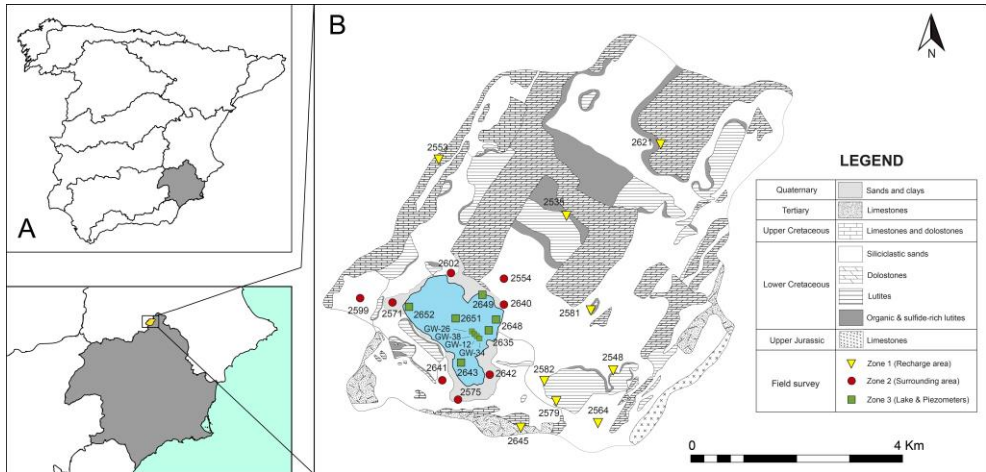 A
B
N
2553
2621
2535
2602
2554
2599
2571
2640
2649
2652
2651
2648
2581
GW-26
GW-38
2635
GW-12
GW-34
2643
2548
2641
2642
2582
2575
2579
2564
2645
LEGEND
Quaternary
Sands and clays
Tertiary
Limestones
Upper Cretaceous
Limestones and dolostones
Lower Cretaceous
Siliciclastic sands
Dolostones
Lutites
Organic & sulfide-rich lutites
Upper Jurassic
Limestones
Field survey
Zone 1 (Recharge area)
Zone 2 (Surrounding area)
Zone 3 (Lake & Piezometers)
0 4 Km